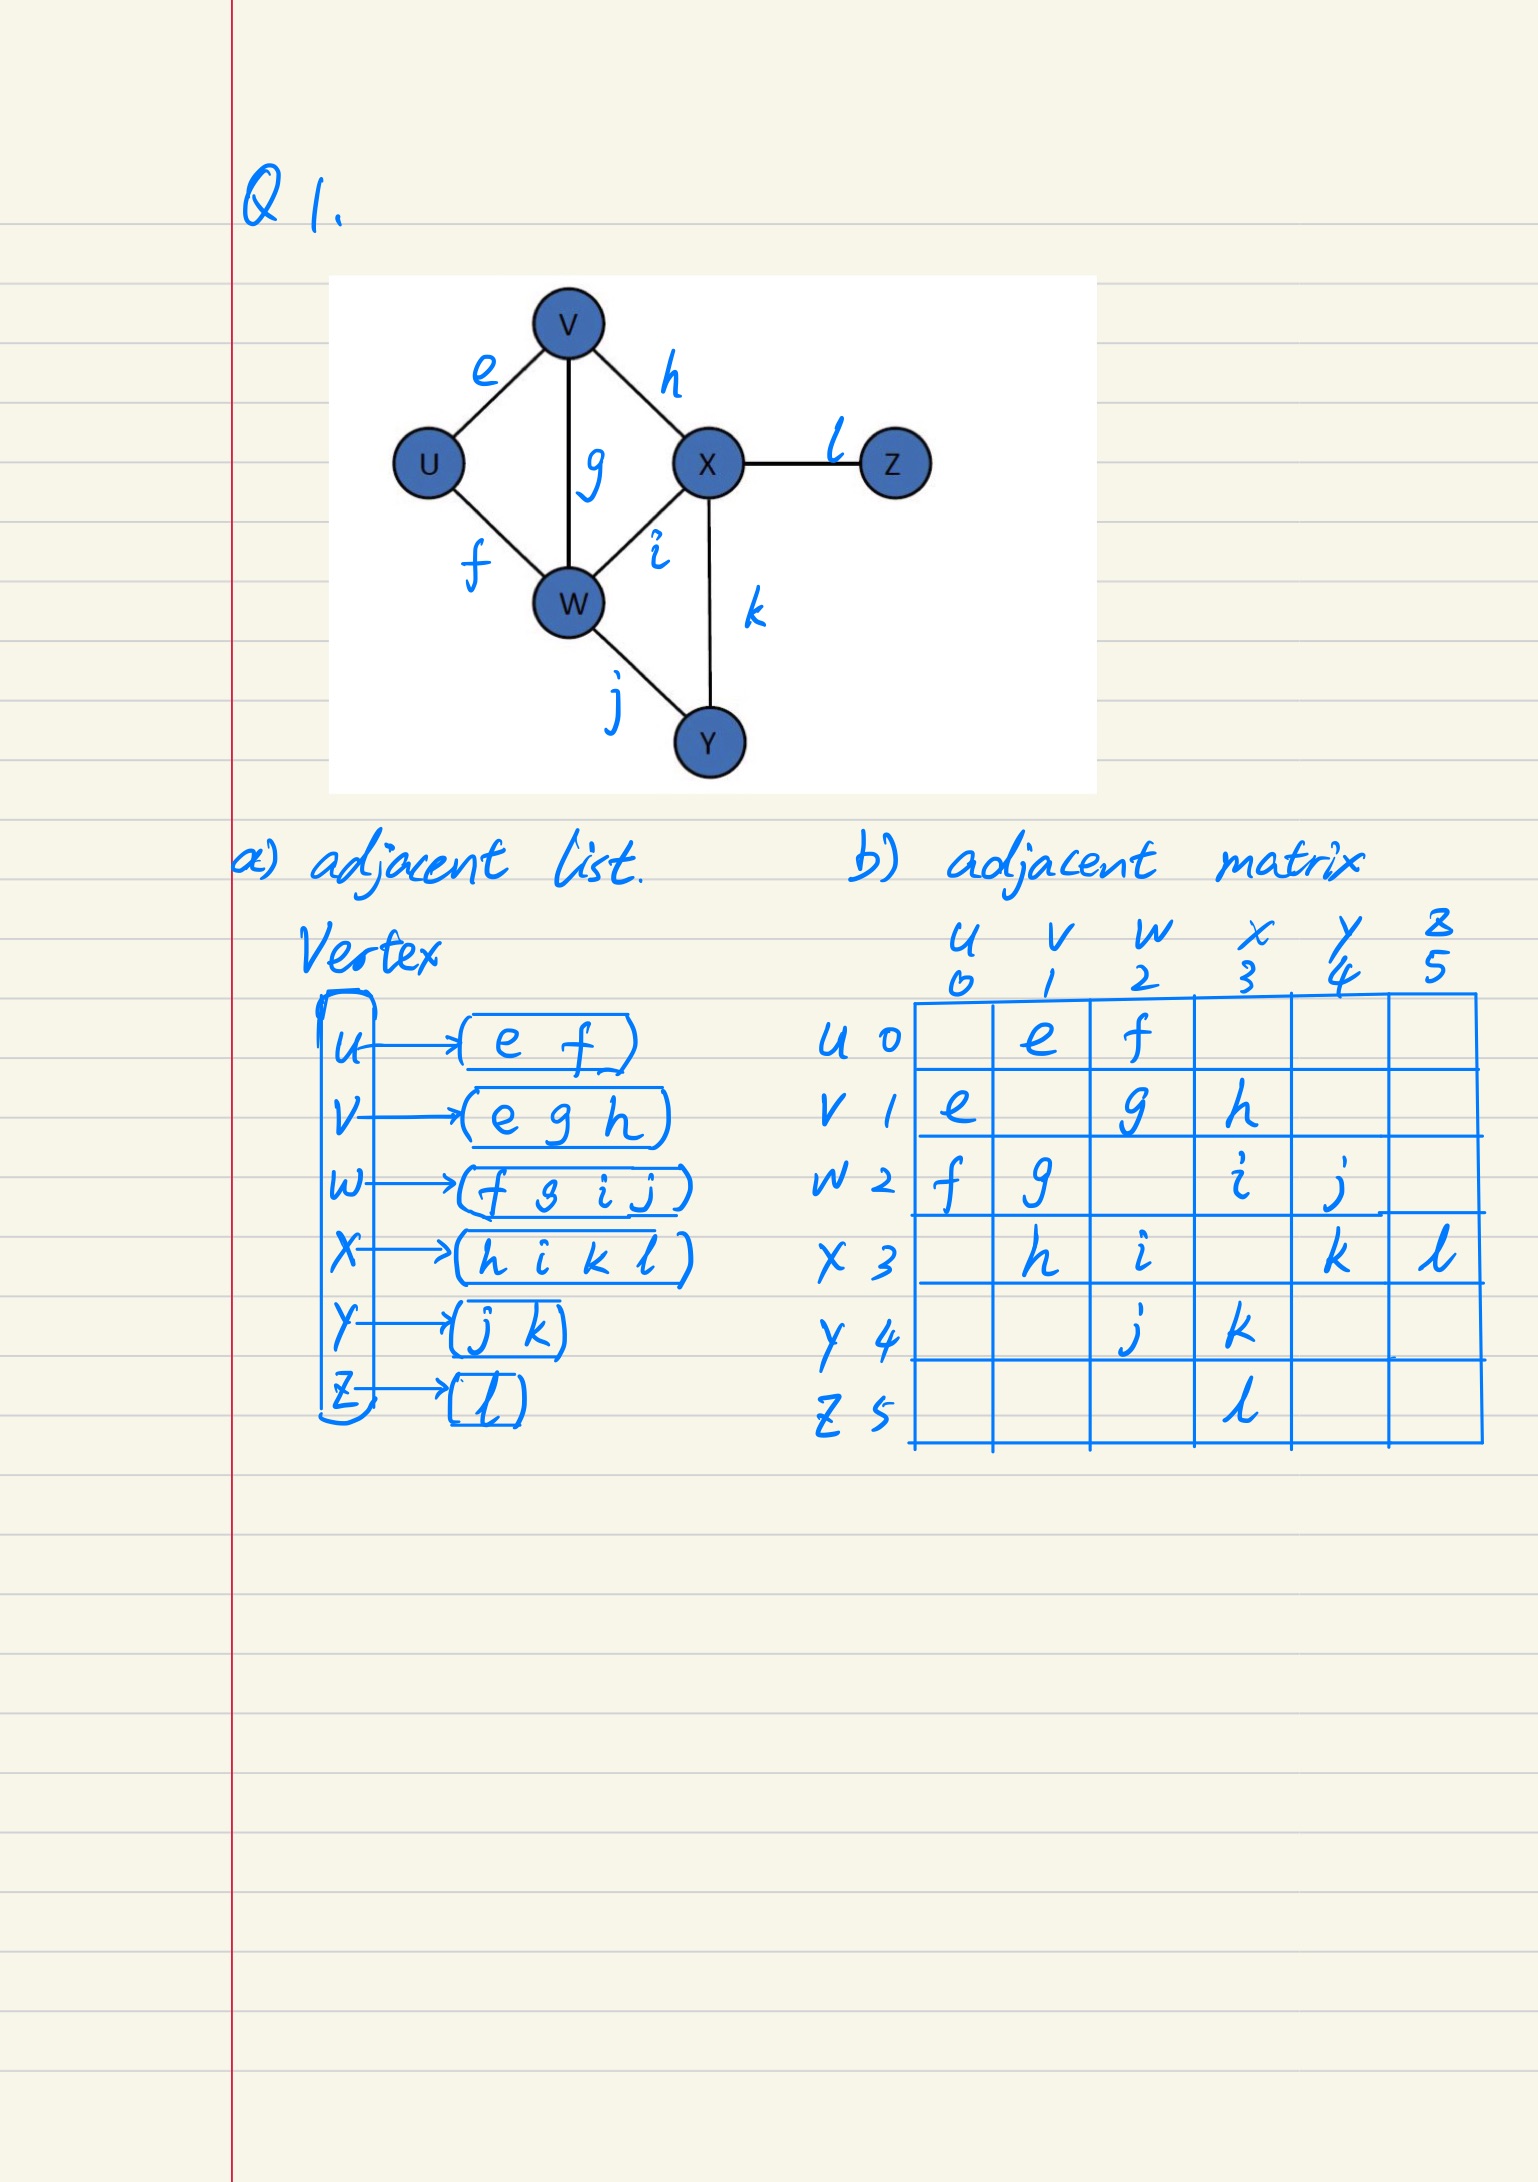 Q 1.
V
e h
U g X l Z
f i
W k
j
Y
a) adjacent list.
Vertex
U → (e f)
V → (e g h)
W → (f g i j)
X → (h i k l)
Y → (j k)
Z → (l)
b) adjacent matrix
U V W X Y Z
0 1 2 3 4 5
U 0 e f
V 1 e g h
W 2 f g i j
X 3 h i k l
Y 4 j k
Z 5 l